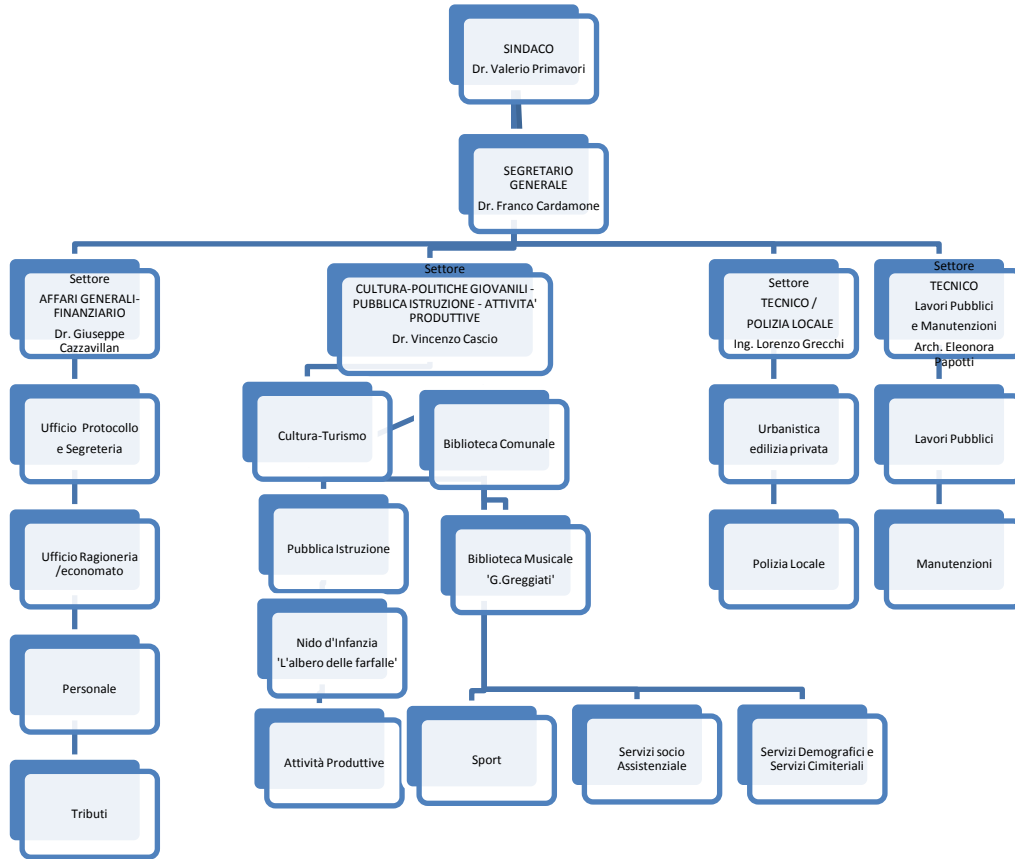 SINDACO
Dr. Valerio Primavori
SEGRETARIO
GENERALE
Dr. Franco Cardamone
Settore
AFFARI GENERALI-
FINANZIARIO
Dr. Giuseppe
Cazzavillan
Settore
CULTURA-POLITICHE GIOVANILI -
PUBBLICA ISTRUZIONE - ATTIVITA'
PRODUTTIVE
Dr. Vincenzo Cascio
Settore
TECNICO /
POLIZIA LOCALE
Ing. Lorenzo Grecchi
Settore
TECNICO
Lavori Pubblici
e Manutenzioni
Arch. Eleonora
Papotti
Ufficio Protocollo
e Segreteria
Cultura-Turismo
Biblioteca Comunale
Urbanistica
edilizia privata
Lavori Pubblici
Ufficio Ragioneria
/economato
Pubblica Istruzione
Biblioteca Musicale
'G.Greggiati'
Polizia Locale
Manutenzioni
Nido d'Infanzia
'L'albero delle farfalle'
Personale
Attività Produttive
Sport
Servizi socio
Assistenziale
Servizi Demografici e
Servizi Cimiteriali
Tributi